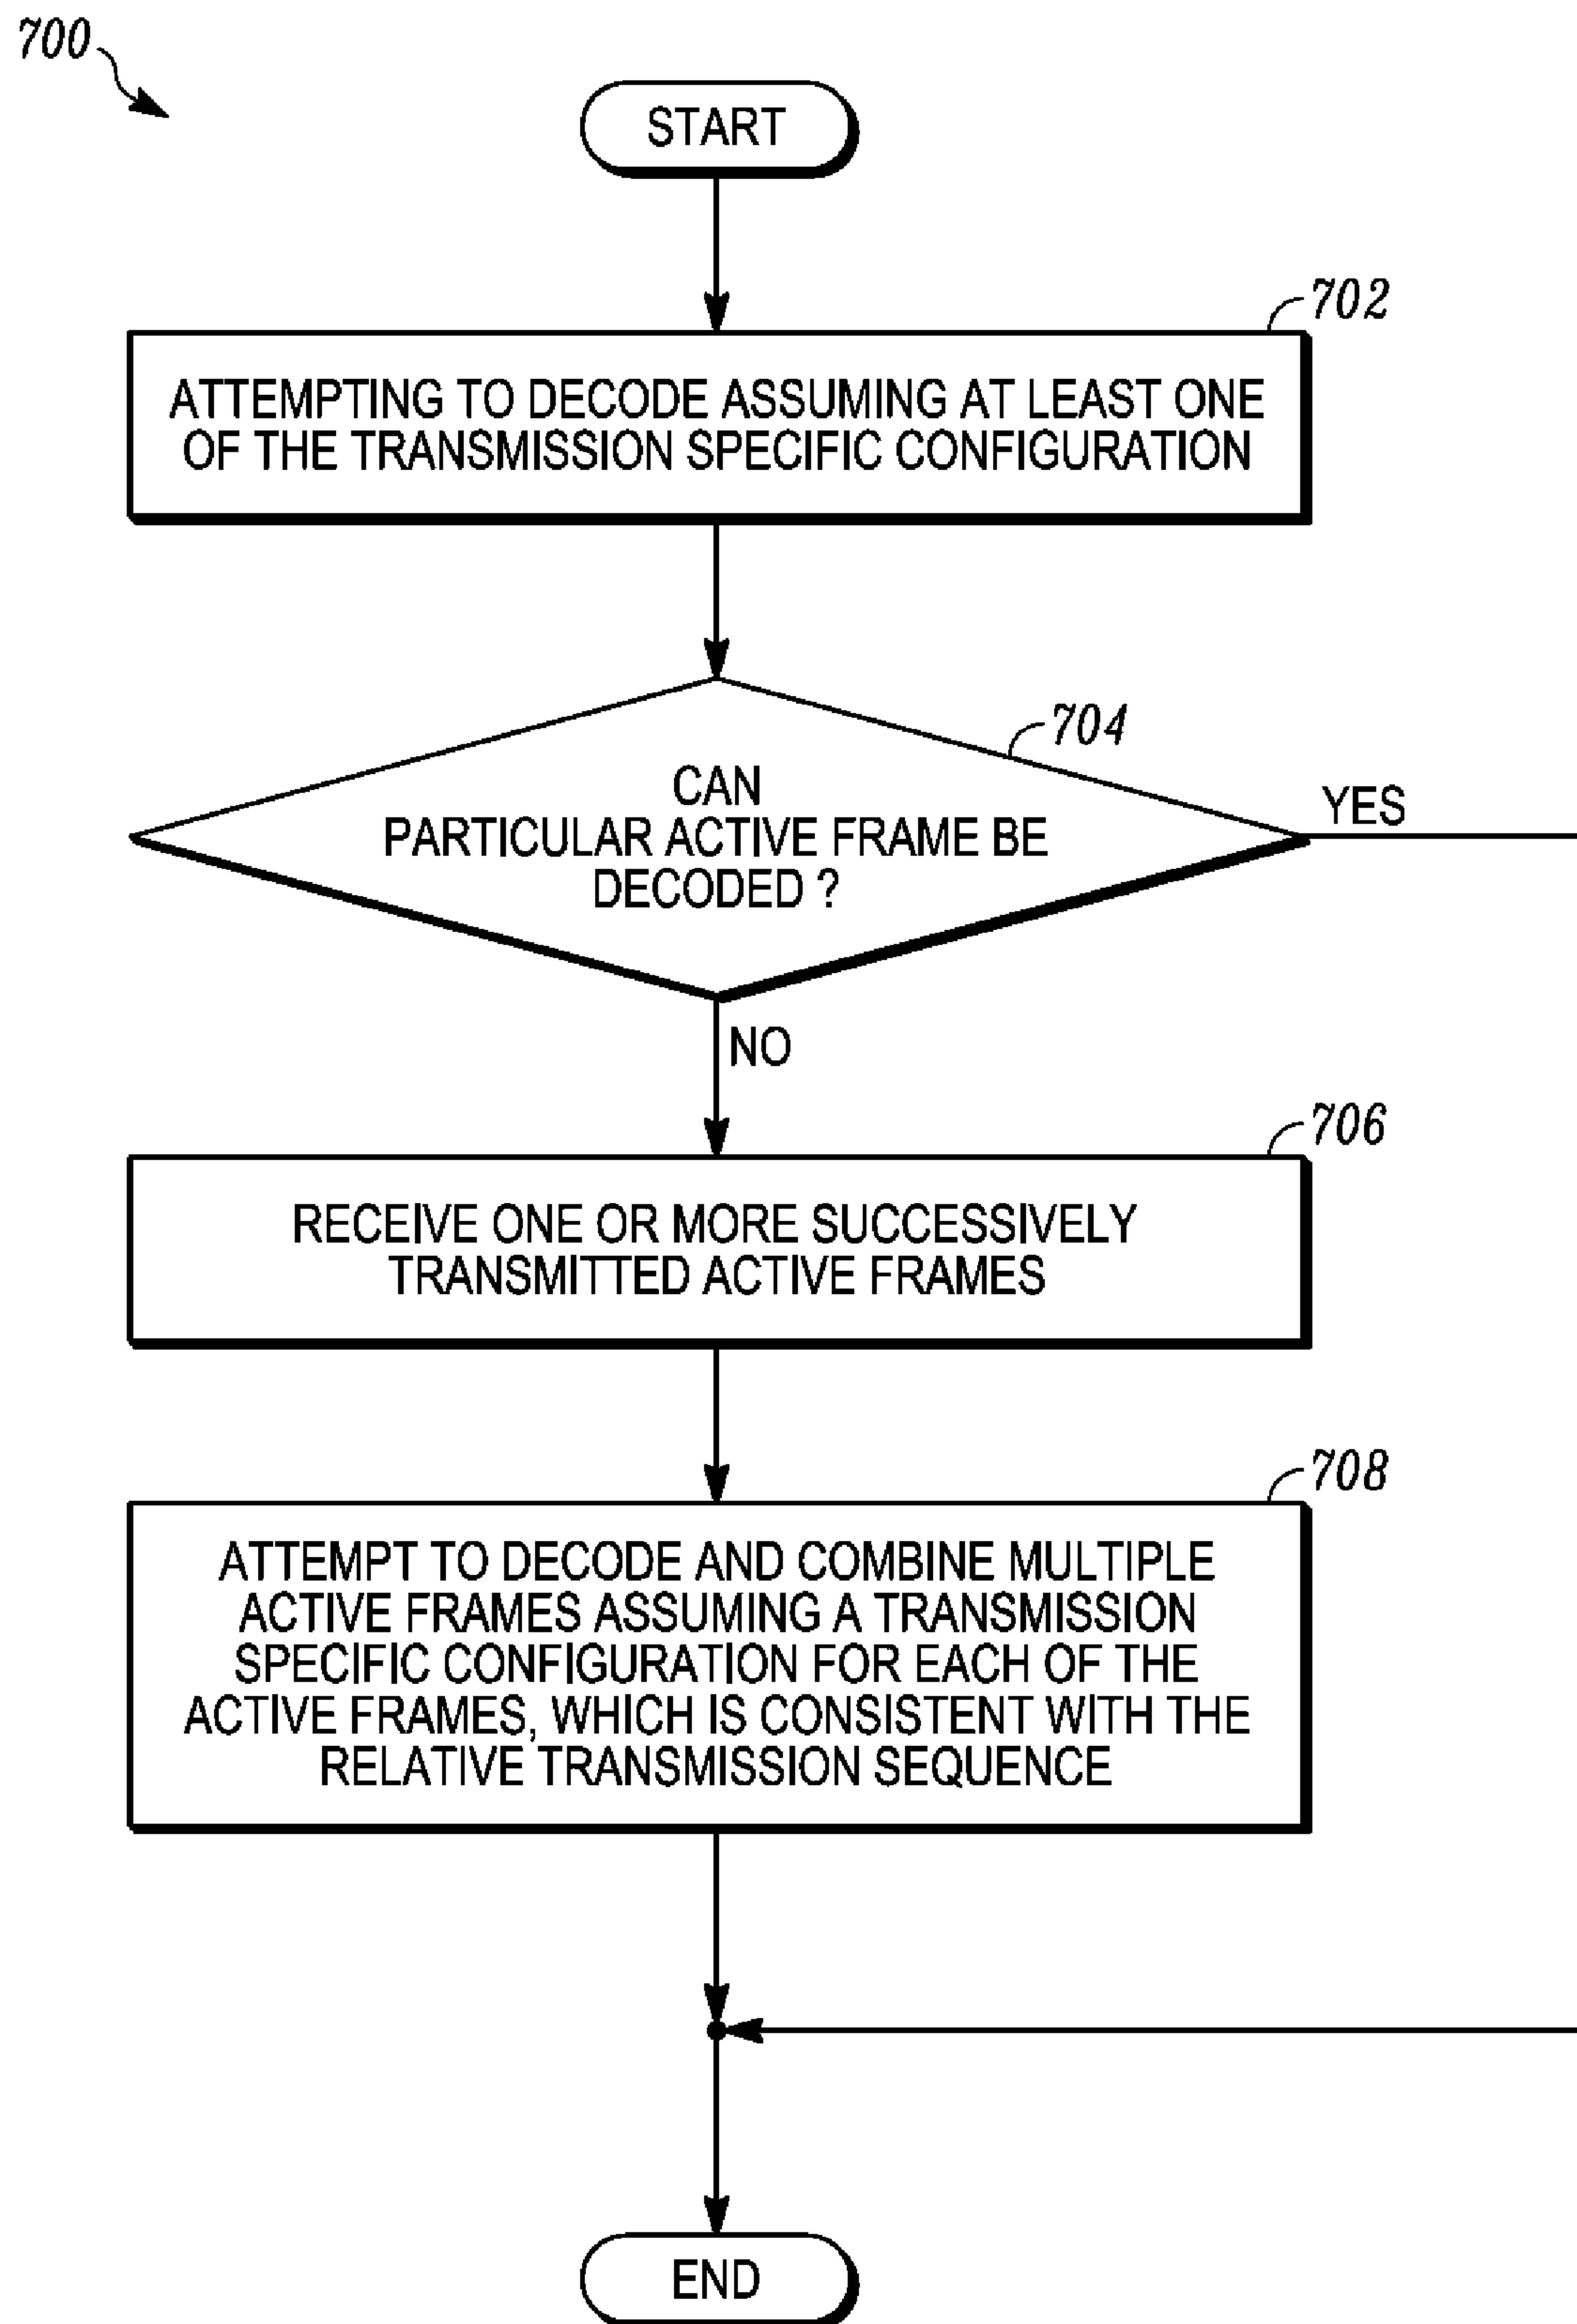 700
START
702
ATTEMPTING TO DECODE ASSUMING AT LEAST ONE
OF THE TRANSMISSION SPECIFIC CONFIGURATION
704
CAN
PARTICULAR ACTIVE FRAME BE
DECODED ?
YES
NO
706
RECEIVE ONE OR MORE SUCCESSIVELY
TRANSMITTED ACTIVE FRAMES
708
ATTEMPT TO DECODE AND COMBINE MULTIPLE
ACTIVE FRAMES ASSUMING A TRANSMISSION
SPECIFIC CONFIGURATION FOR EACH OF THE
ACTIVE FRAMES, WHICH IS CONSISTENT WITH THE
RELATIVE TRANSMISSION SEQUENCE
END